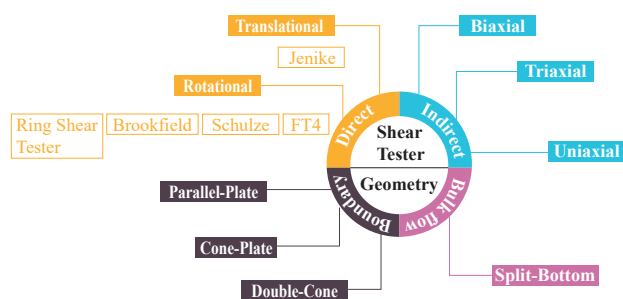 Translational
Biaxial
Jenike
Triaxial
Rotational
Ring Shear
Tester
Brookfield
Schulze
FT4
Direct
Indirect
Shear
Tester
Uniaxial
Geometry
Parallel-Plate
Boundary
Bulk flow
Cone-Plate
Split-Bottom
Double-Cone